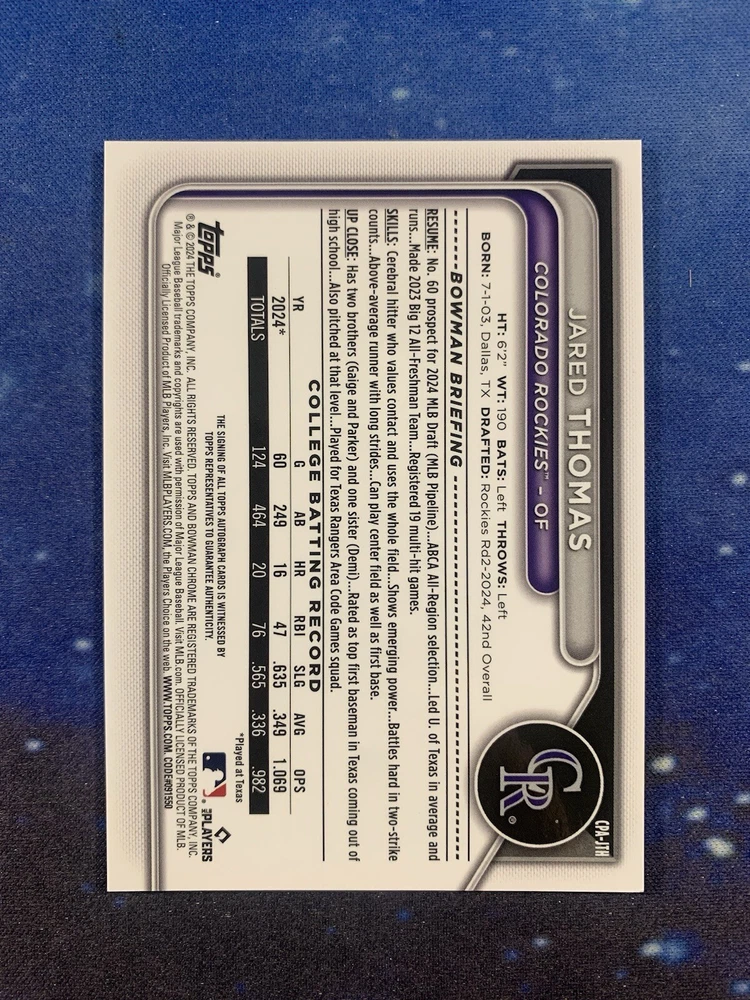 CPA-JTH
JARED THOMAS
COLORADO ROCKIES™ – OF
CR®
HT: 6'2" WT: 190 BATS: Left THROWS: Left
BORN: 7-1-03, Dallas, TX DRAFTED: Rockies Rd2-2024, 42nd Overall
BOWMAN BRIEFING
RESUME: No. 60 prospect for 2024 MLB Draft (MLB Pipeline)...ABCA All-Region selection...Led U. of Texas in average and
runs...Made 2023 Big 12 All-Freshman Team...Registered 19 multi-hit games.
SKILLS: Cerebral hitter who values contact and uses the whole field...Shows emerging power...Battles hard in two-strike
counts...Above-average runner with long strides...Can play center field as well as first base.
UP CLOSE: Has two brothers (Gaige and Parker) and one sister (Demi)...Rated as top first baseman in Texas coming out of
high school...Also pitched at that level...Played for Texas Rangers Area Code Games squad.
COLLEGE BATTING RECORD
YR G AB HR RBI SLG AVG OPS
2024* 60 249 16 47 .635 .349 1.069
TOTALS 124 464 20 76 .565 .336 .982
*Played at Texas
THE SIGNING OF ALL TOPPS AUTOGRAPH CARDS IS WITNESSED BY
TOPPS REPRESENTATIVES TO GUARANTEE AUTHENTICITY.
topps®
MLB PLAYERS
® & © 2024 THE TOPPS COMPANY, INC. ALL RIGHTS RESERVED. TOPPS AND BOWMAN CHROME ARE REGISTERED TRADEMARKS OF THE TOPPS COMPANY, INC.
Major League Baseball trademarks and copyrights are used with permission of Major League Baseball. Visit MLB.com. OFFICIALLY LICENSED PRODUCT OF MLB.
Officially Licensed Product of MLB Players, Inc. Visit MLBPLAYERS.COM, the Players Choice on the web. WWW.TOPPS.COM. CODE#091550